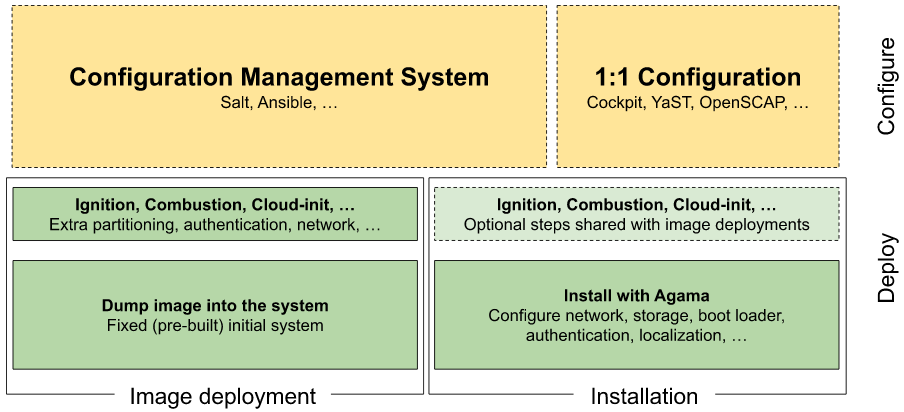 Configuration Management System
Salt, Ansible, …
1:1 Configuration
Cockpit, YaST, OpenSCAP, …
Configure
Ignition, Combustion, Cloud-init, …
Extra partitioning, authentication, network, …
Ignition, Combustion, Cloud-init, …
Optional steps shared with image deployments
Deploy
Dump image into the system
Fixed (pre-built) initial system
Install with Agama
Configure network, storage, boot loader,
authentication, localization, …
Image deployment
Installation